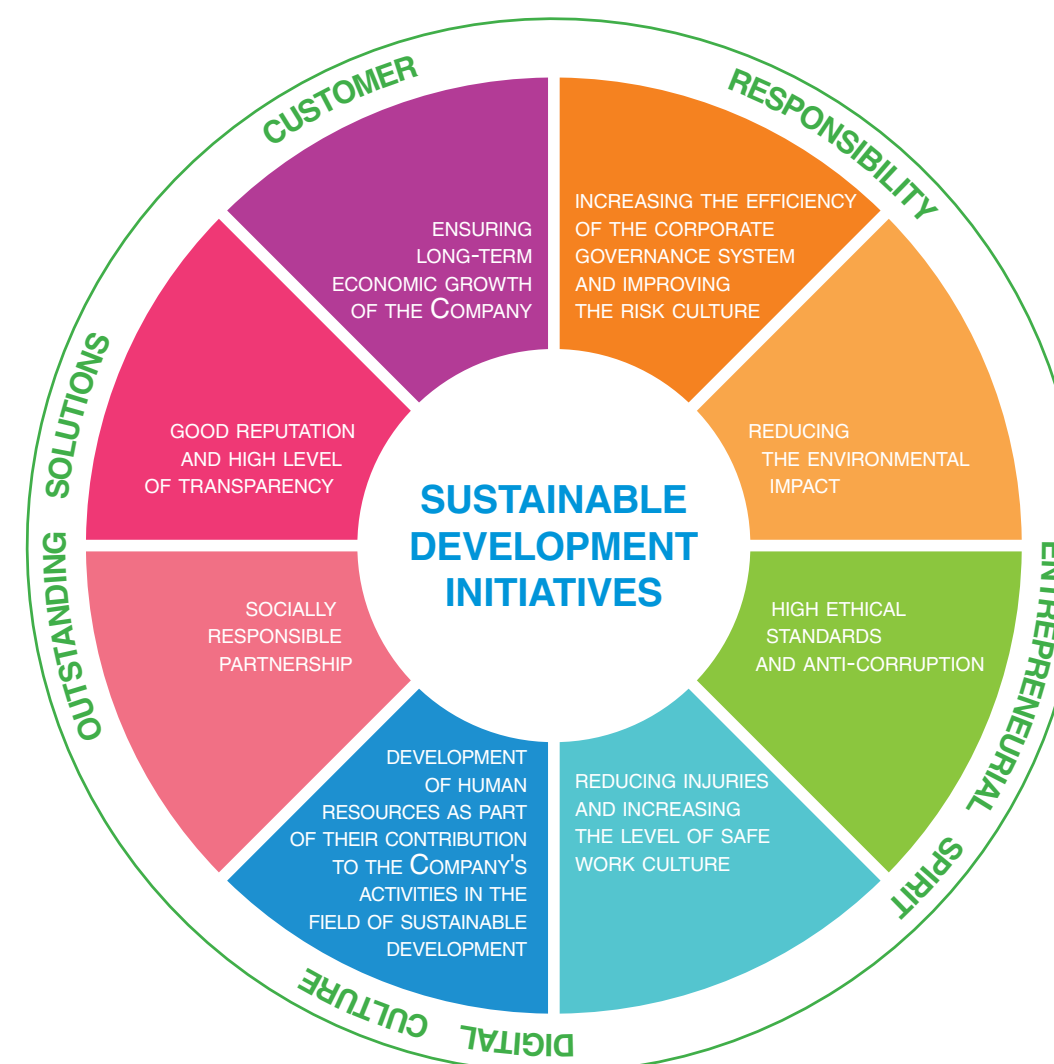 CUSTOMER
RESPONSIBILITY
ENTREPRENEURIAL SPIRIT
DIGITAL CULTURE
OUTSTANDING SOLUTIONS
SUSTAINABLE
DEVELOPMENT
INITIATIVES
INCREASING THE EFFICIENCY
OF THE CORPORATE
GOVERNANCE SYSTEM
AND IMPROVING
THE RISK CULTURE
REDUCING
THE ENVIRONMENTAL
IMPACT
HIGH ETHICAL
STANDARDS
AND ANTI-CORRUPTION
REDUCING INJURIES
AND INCREASING
THE LEVEL OF SAFE
WORK CULTURE
DEVELOPMENT
OF HUMAN
RESOURCES AS PART
OF THEIR CONTRIBUTION
TO THE COMPANY'S
ACTIVITIES IN THE
FIELD OF SUSTAINABLE
DEVELOPMENT
SOCIALLY
RESPONSIBLE
PARTNERSHIP
GOOD REPUTATION
AND HIGH LEVEL
OF TRANSPARENCY
ENSURING
LONG-TERM
ECONOMIC GROWTH
OF THE COMPANY